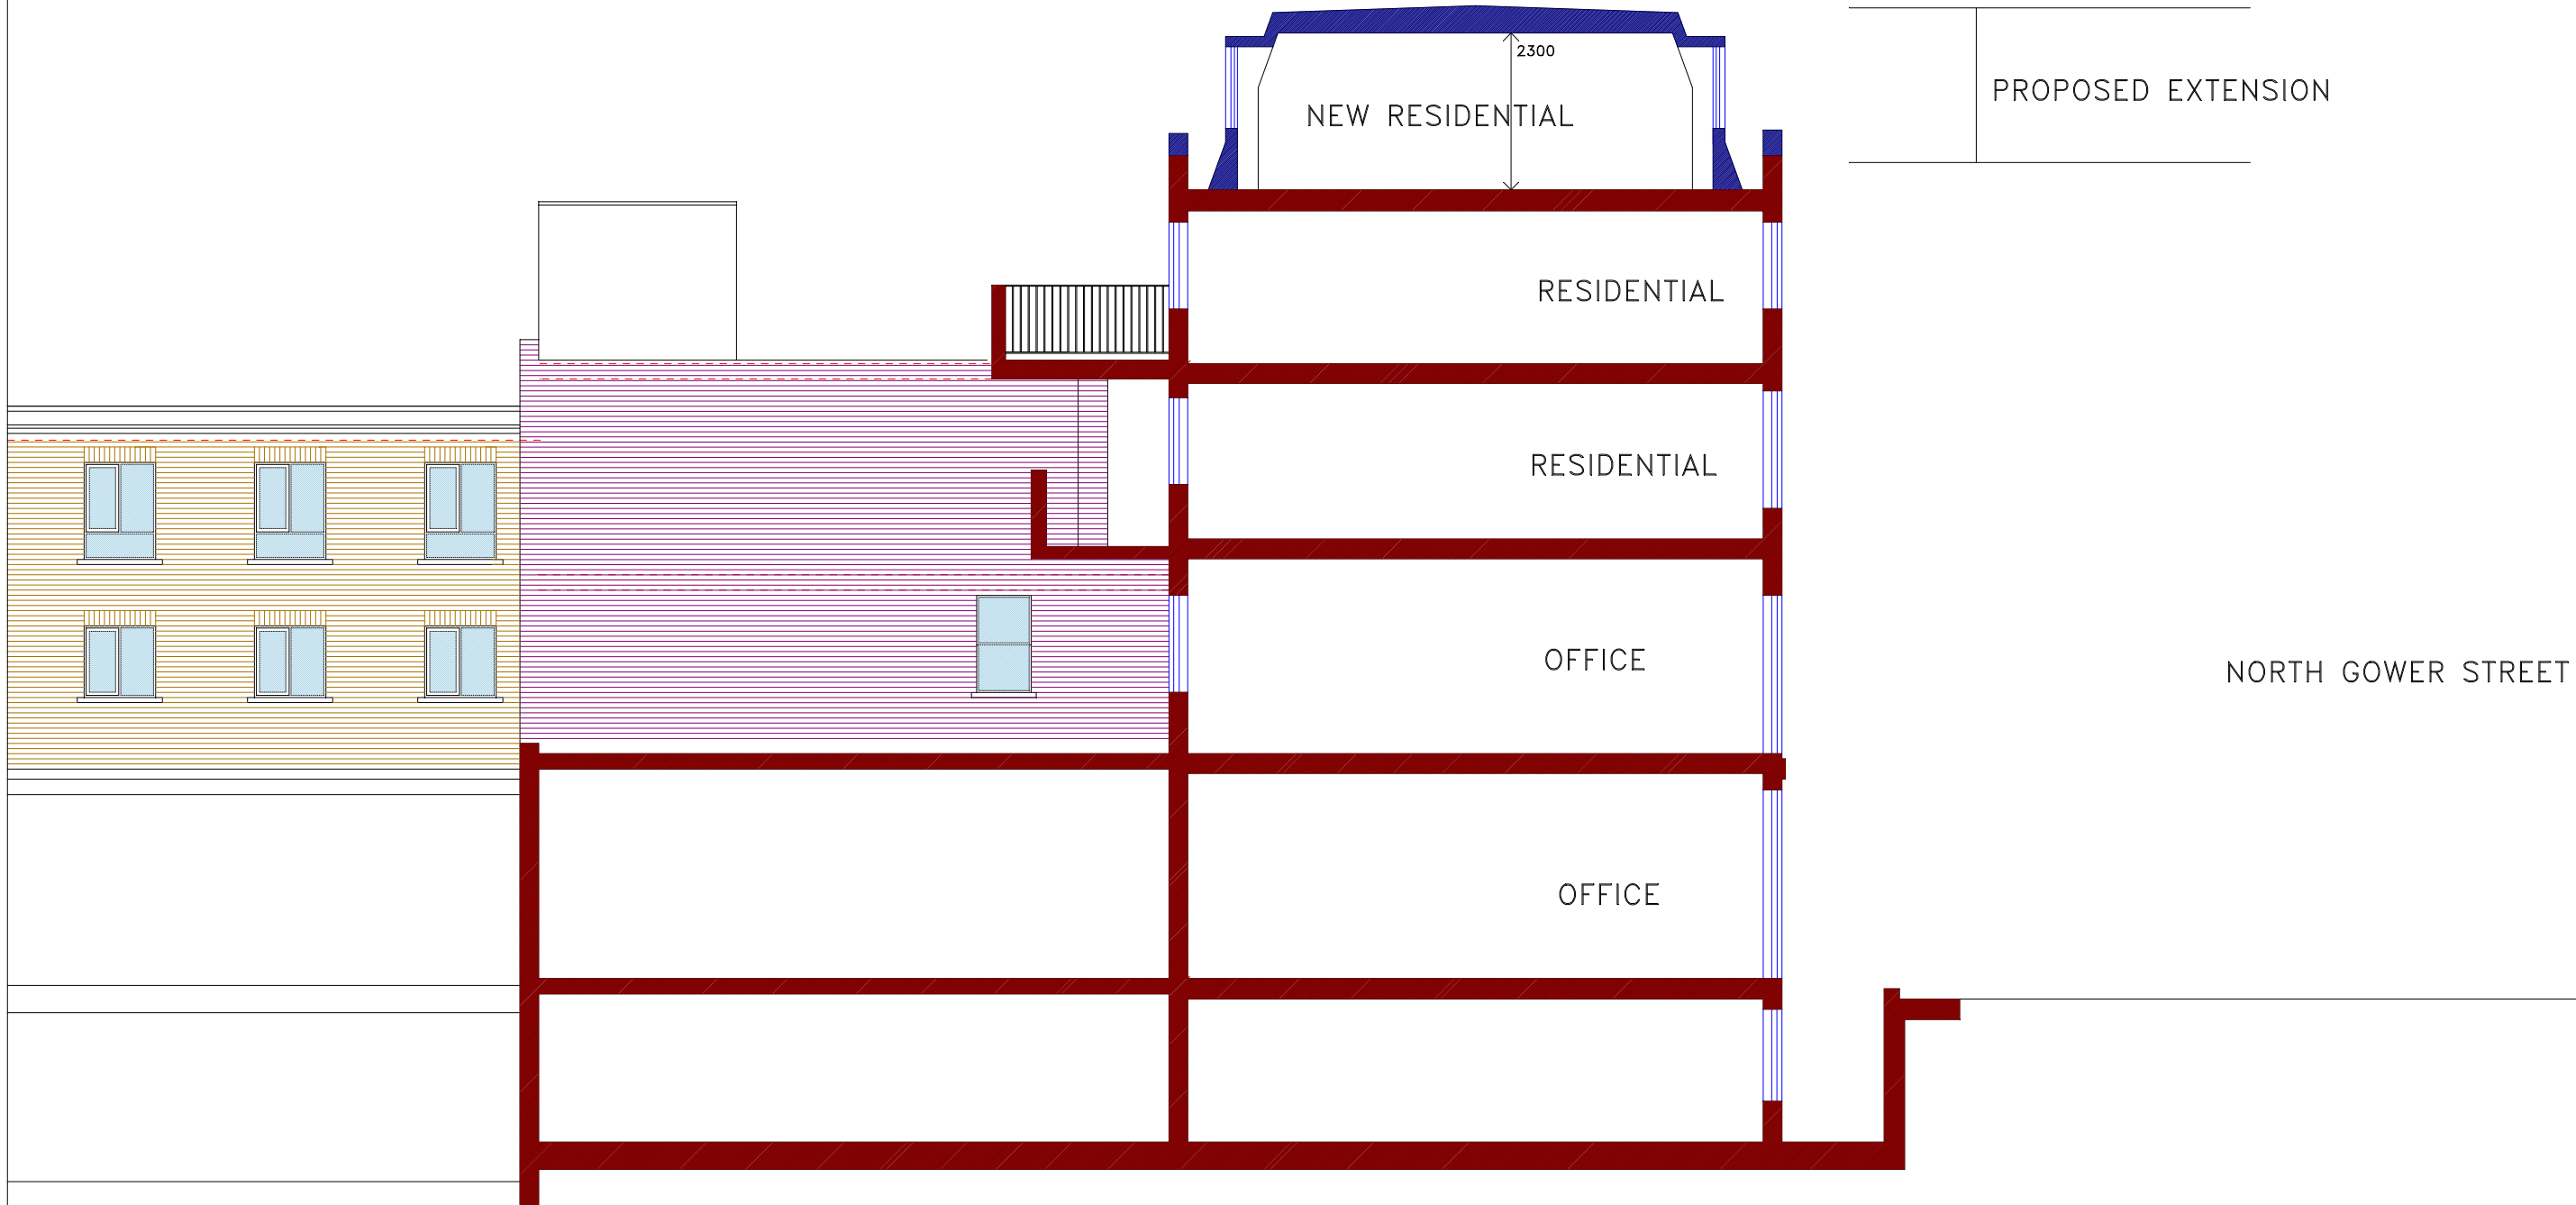 2300
PROPOSED EXTENSION
NEW RESIDENTIAL
RESIDENTIAL
RESIDENTIAL
OFFICE
NORTH GOWER STREET
OFFICE